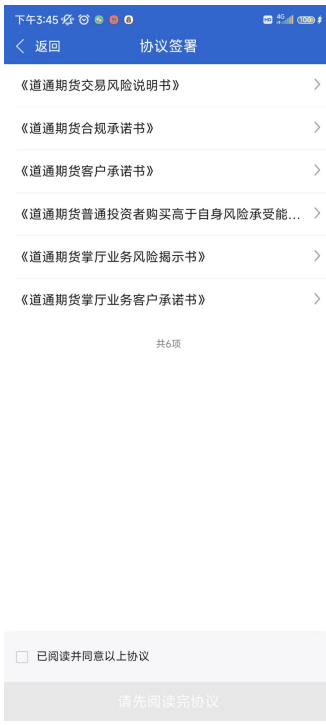 下午3:45
4G
100
返回
协议签署
《道通期货交易风险说明书》
《道通期货合规承诺书》
《道通期货客户承诺书》
《道通期货普通投资者购买高于自身风险承受能...
《道通期货掌厅业务风险揭示书》
《道通期货掌厅业务客户承诺书》
共6项
已阅读并同意以上协议
请先阅读完协议